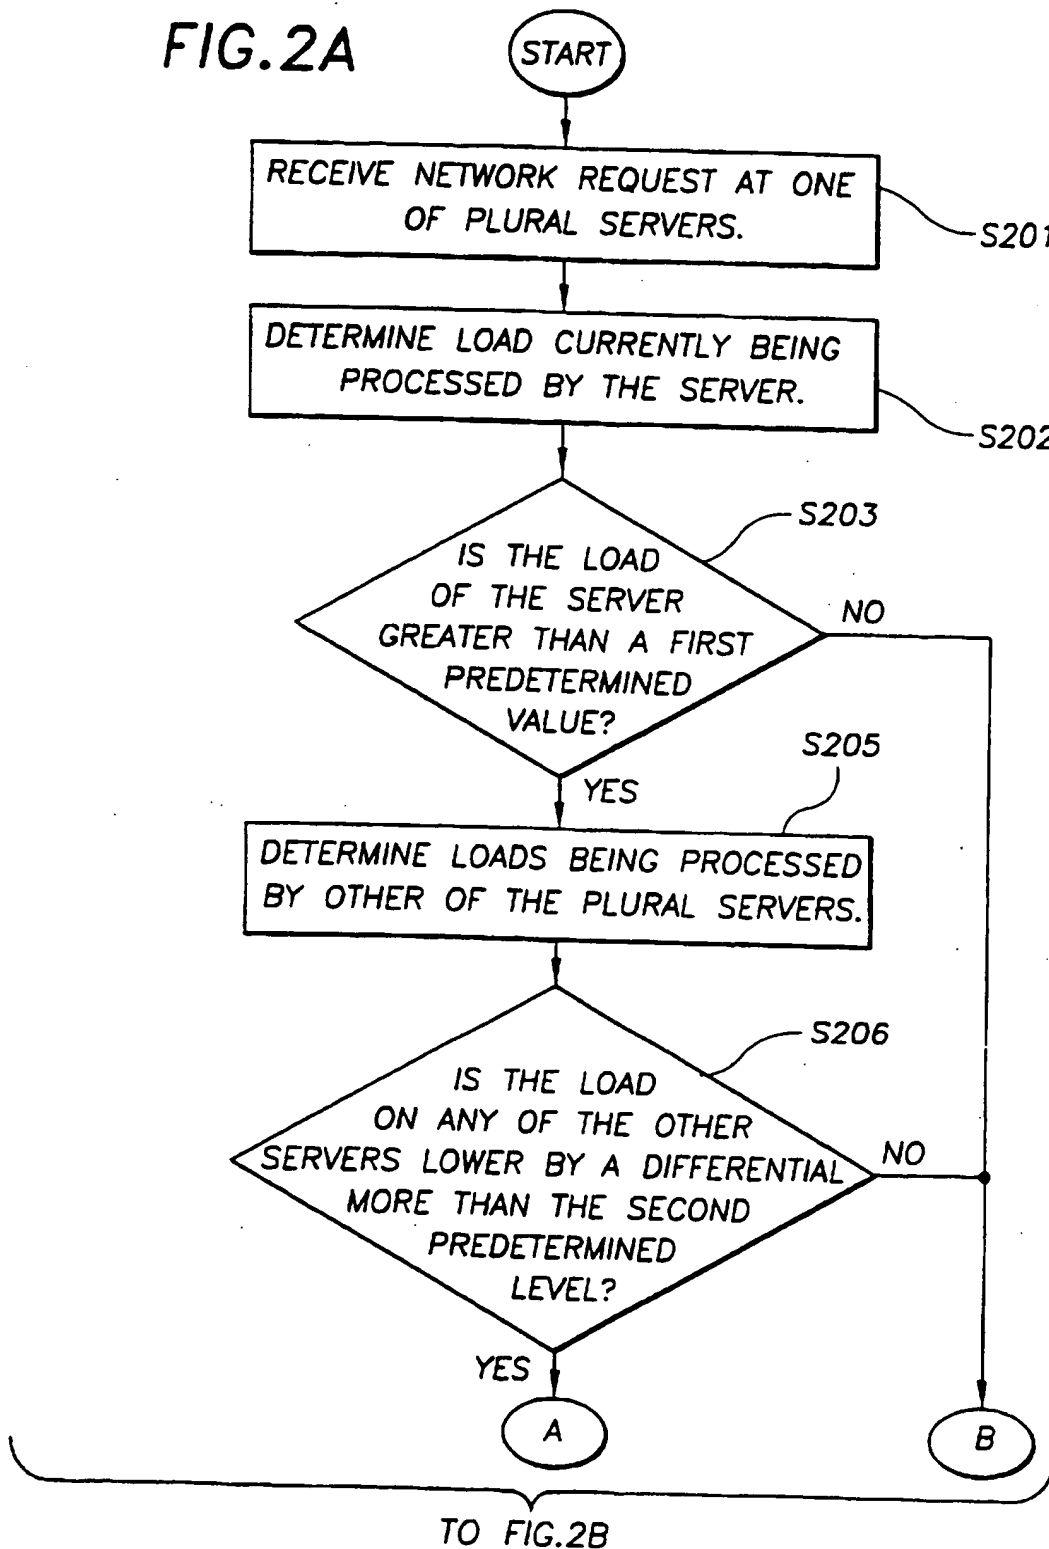 FIG.2A
START
RECEIVE NETWORK REQUEST AT ONE
OF PLURAL SERVERS.
S201
DETERMINE LOAD CURRENTLY BEING
PROCESSED BY THE SERVER.
S202
S203
IS THE LOAD
OF THE SERVER
GREATER THAN A FIRST
PREDETERMINED
VALUE?
NO
YES
S205
DETERMINE LOADS BEING PROCESSED
BY OTHER OF THE PLURAL SERVERS.
S206
IS THE LOAD
ON ANY OF THE OTHER
SERVERS LOWER BY A DIFFERENTIAL
MORE THAN THE SECOND
PREDETERMINED
LEVEL?
NO
YES
A
B
TO FIG.2B